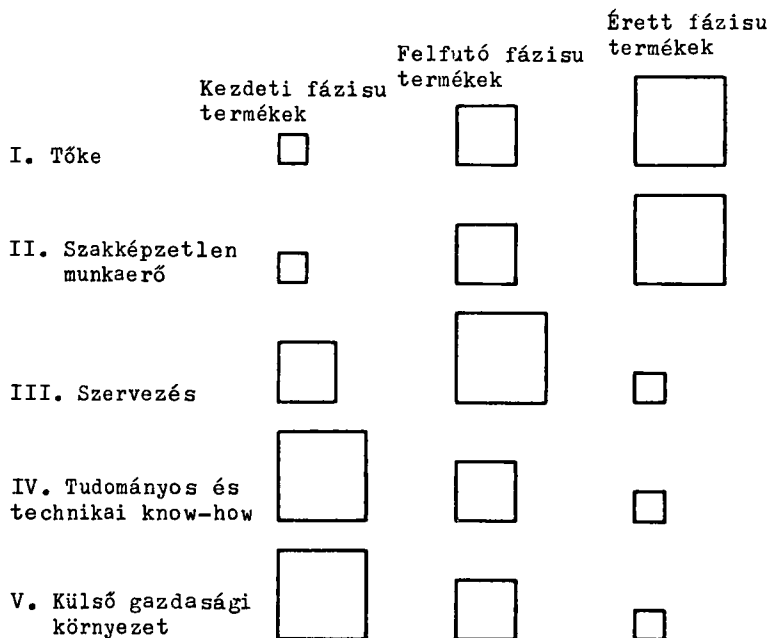 Kezdeti fázisu
termékek
Felfutó fázisu
termékek
Érett fázisu
termékek
I. Tőke
II. Szakképzetlen
munkaerő
III. Szervezés
IV. Tudományos és
technikai know-how
V. Külső gazdasági
környezet